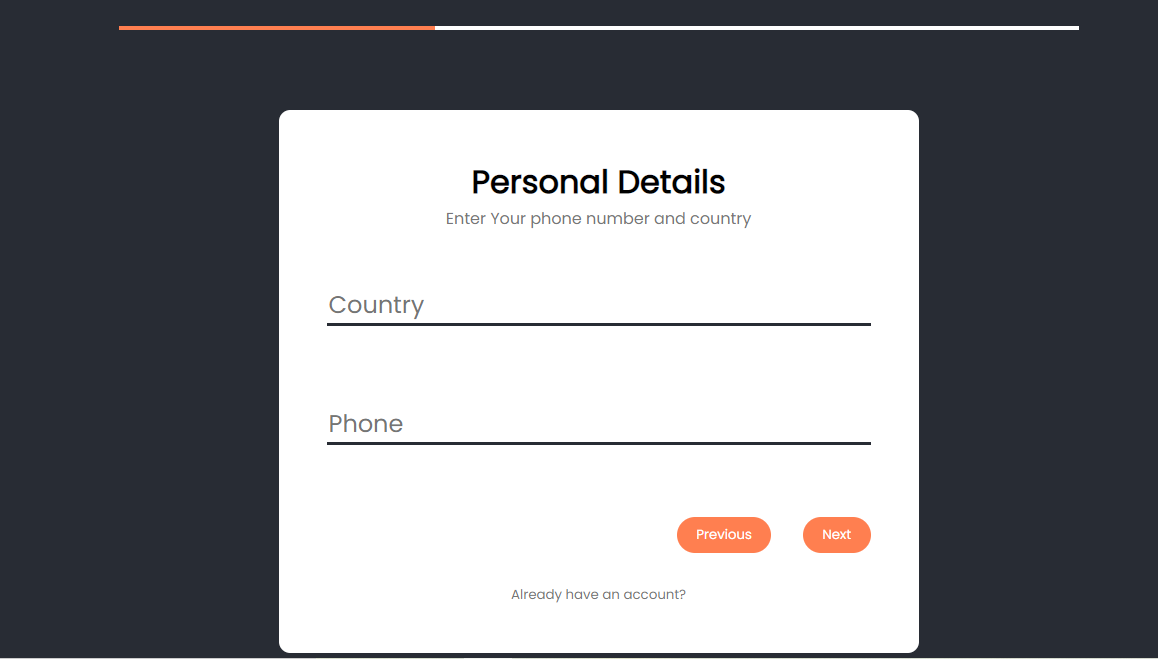 Personal Details
Enter Your phone number and country
Country
Phone
Previous Next
Already have an account?